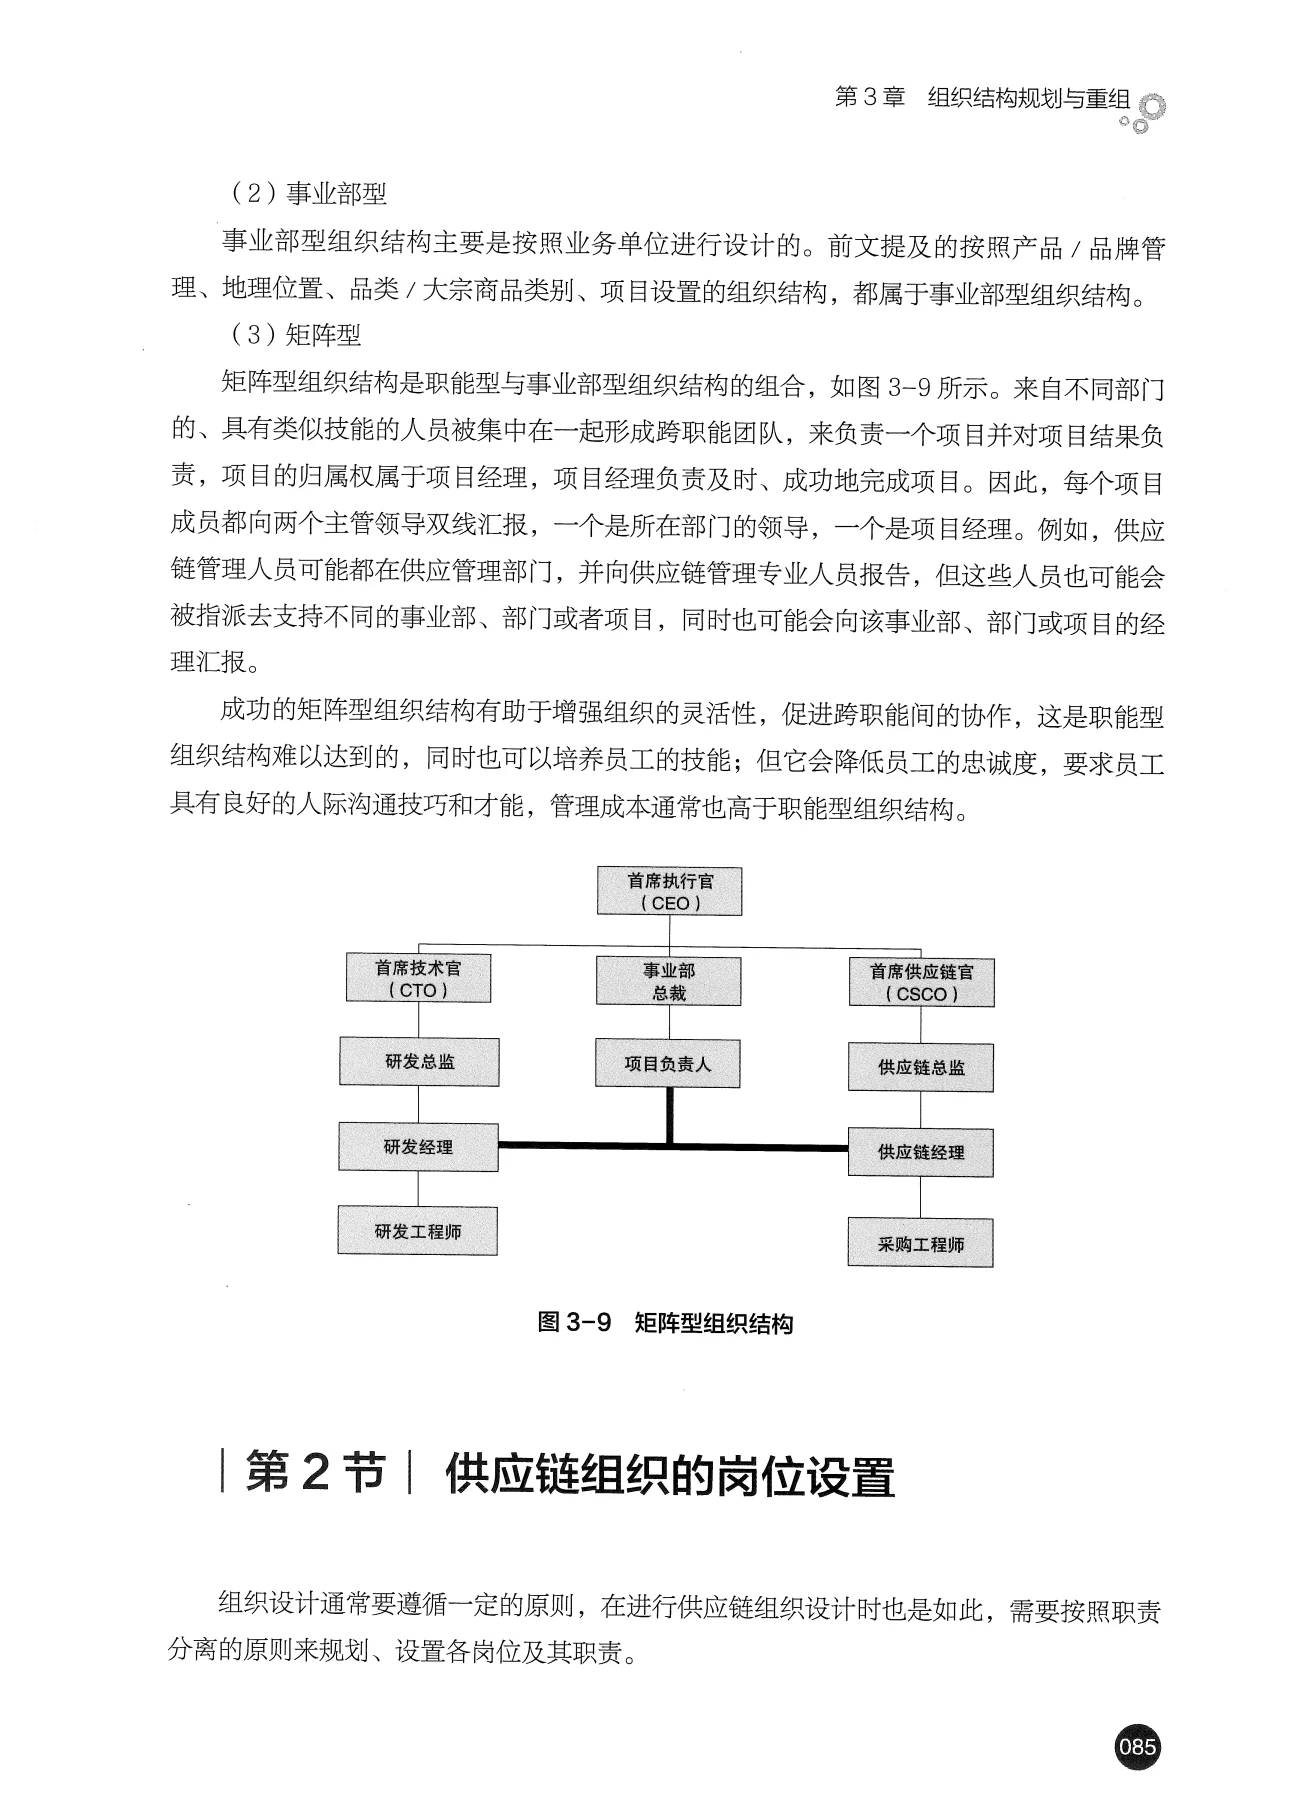 第3章 组织结构规划与重组
（2）事业部型
事业部型组织结构主要是按照业务单位进行设计的。前文提及的按照产品/品牌管
理、地理位置、品类/大宗商品类别、项目设置的组织结构，都属于事业部型组织结构。
（3）矩阵型
矩阵型组织结构是职能型与事业部型组织结构的组合，如图3-9所示。来自不同部门
的、具有类似技能的人员被集中在一起形成跨职能团队，来负责一个项目并对项目结果负
责，项目的归属权属于项目经理，项目经理负责及时、成功地完成项目。因此，每个项目
成员都向两个主管领导双线汇报，一个是所在部门的领导，一个是项目经理。例如，供应
链管理人员可能都在供应管理部门，并向供应链管理专业人员报告，但这些人员也可能会
被指派去支持不同的事业部、部门或者项目，同时也可能会向该事业部、部门或项目的经
理汇报。
成功的矩阵型组织结构有助于增强组织的灵活性，促进跨职能间的协作，这是职能型
组织结构难以达到的，同时也可以培养员工的技能；但它会降低员工的忠诚度，要求员工
具有良好的人际沟通技巧和才能，管理成本通常也高于职能型组织结构。
首席执行官
（CEO）
首席技术官
（CTO）
事业部
总裁
首席供应链官
（CSCO）
研发总监
项目负责人
供应链总监
研发经理
供应链经理
研发工程师
采购工程师
图3-9 矩阵型组织结构
第2节 供应链组织的岗位设置
组织设计通常要遵循一定的原则，在进行供应链组织设计时也是如此，需要按照职责
分离的原则来规划、设置各岗位及其职责。
085